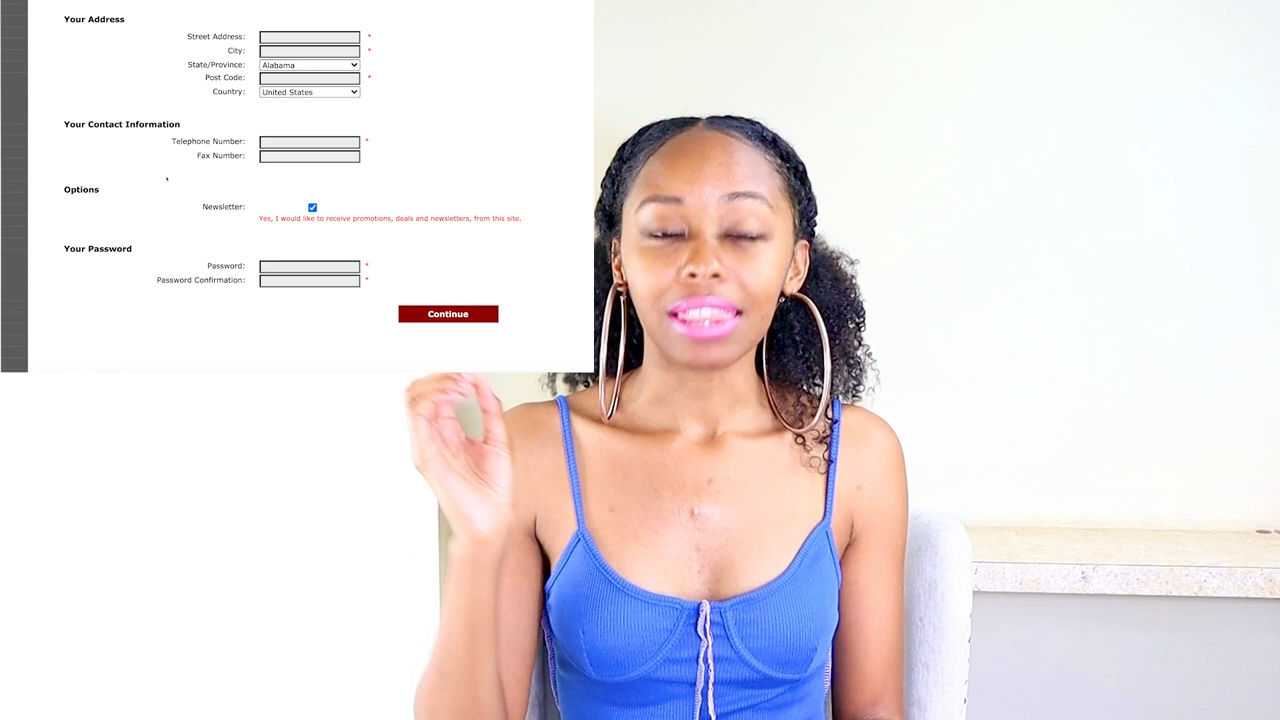 Your Address
Street Address: *
City: *
State/Province: Alabama
Post Code: *
Country: United States
Your Contact Information
Telephone Number: *
Fax Number:
Options
Newsletter:
Yes, I would like to receive promotions, deals and newsletters, from this site.
Your Password
Password: *
Password Confirmation: *
Continue